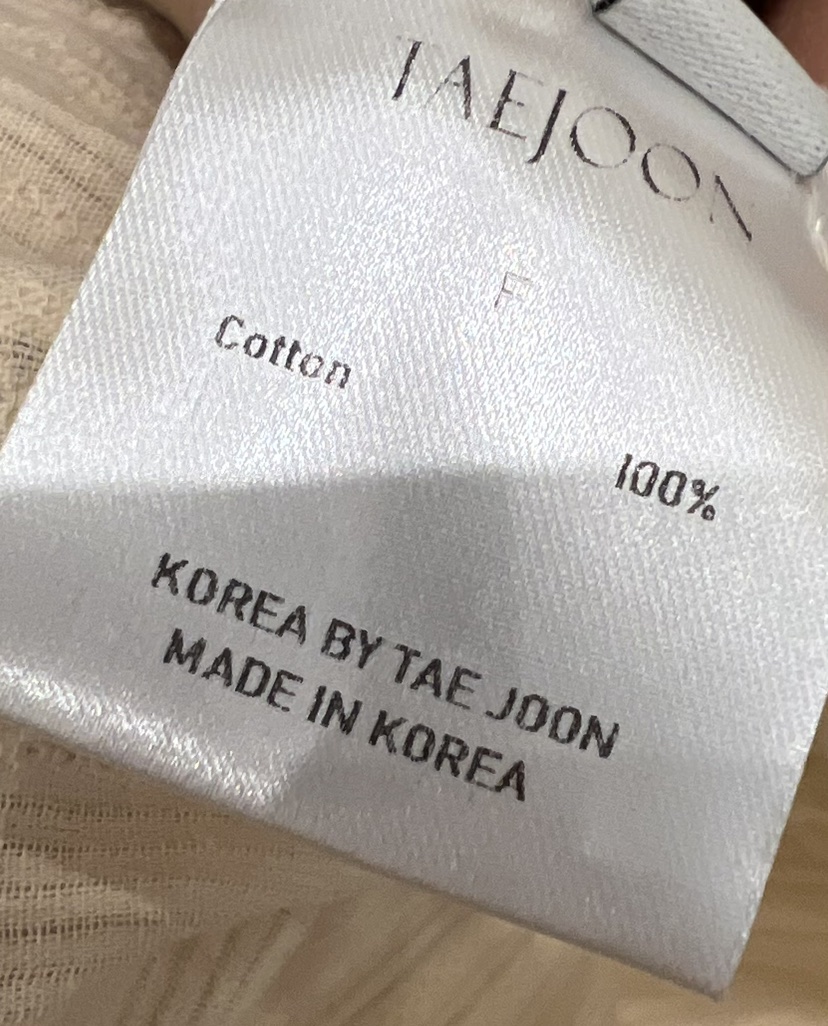 TAEJOON
F
Cotton
100%
KOREA BY TAE JOON
MADE IN KOREA